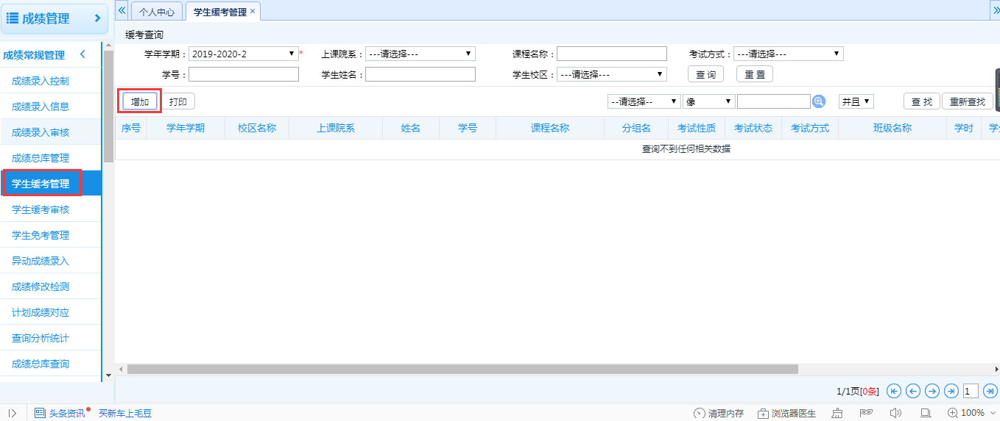 成绩管理
个人中心
学生缓考管理 ×
成绩常规管理
成绩录入控制
成绩录入信息
成绩录入审核
成绩总库管理
学生缓考管理
学生缓考审核
学生免考管理
异动成绩录入
成绩修改检测
计划成绩对应
查询分析统计
成绩总库查询
缓考查询
学年学期： 2019-2020-2 * 上课院系： ---请选择--- 课程名称： 考试方式： ---请选择---
学号： 学生姓名： 学生校区： ---请选择--- 查 询 重 置
增加 打印 --请选择-- 像 并且 查 找 重新查找
序号 学年学期 校区名称 上课院系 姓名 学号 课程名称 分组名 考试性质 考试状态 考试方式 班级名称 学时
查询不到任何相关数据
1/1页[0条] 1
头条资讯 买新车上毛豆 清理内存 浏览器医生 100%